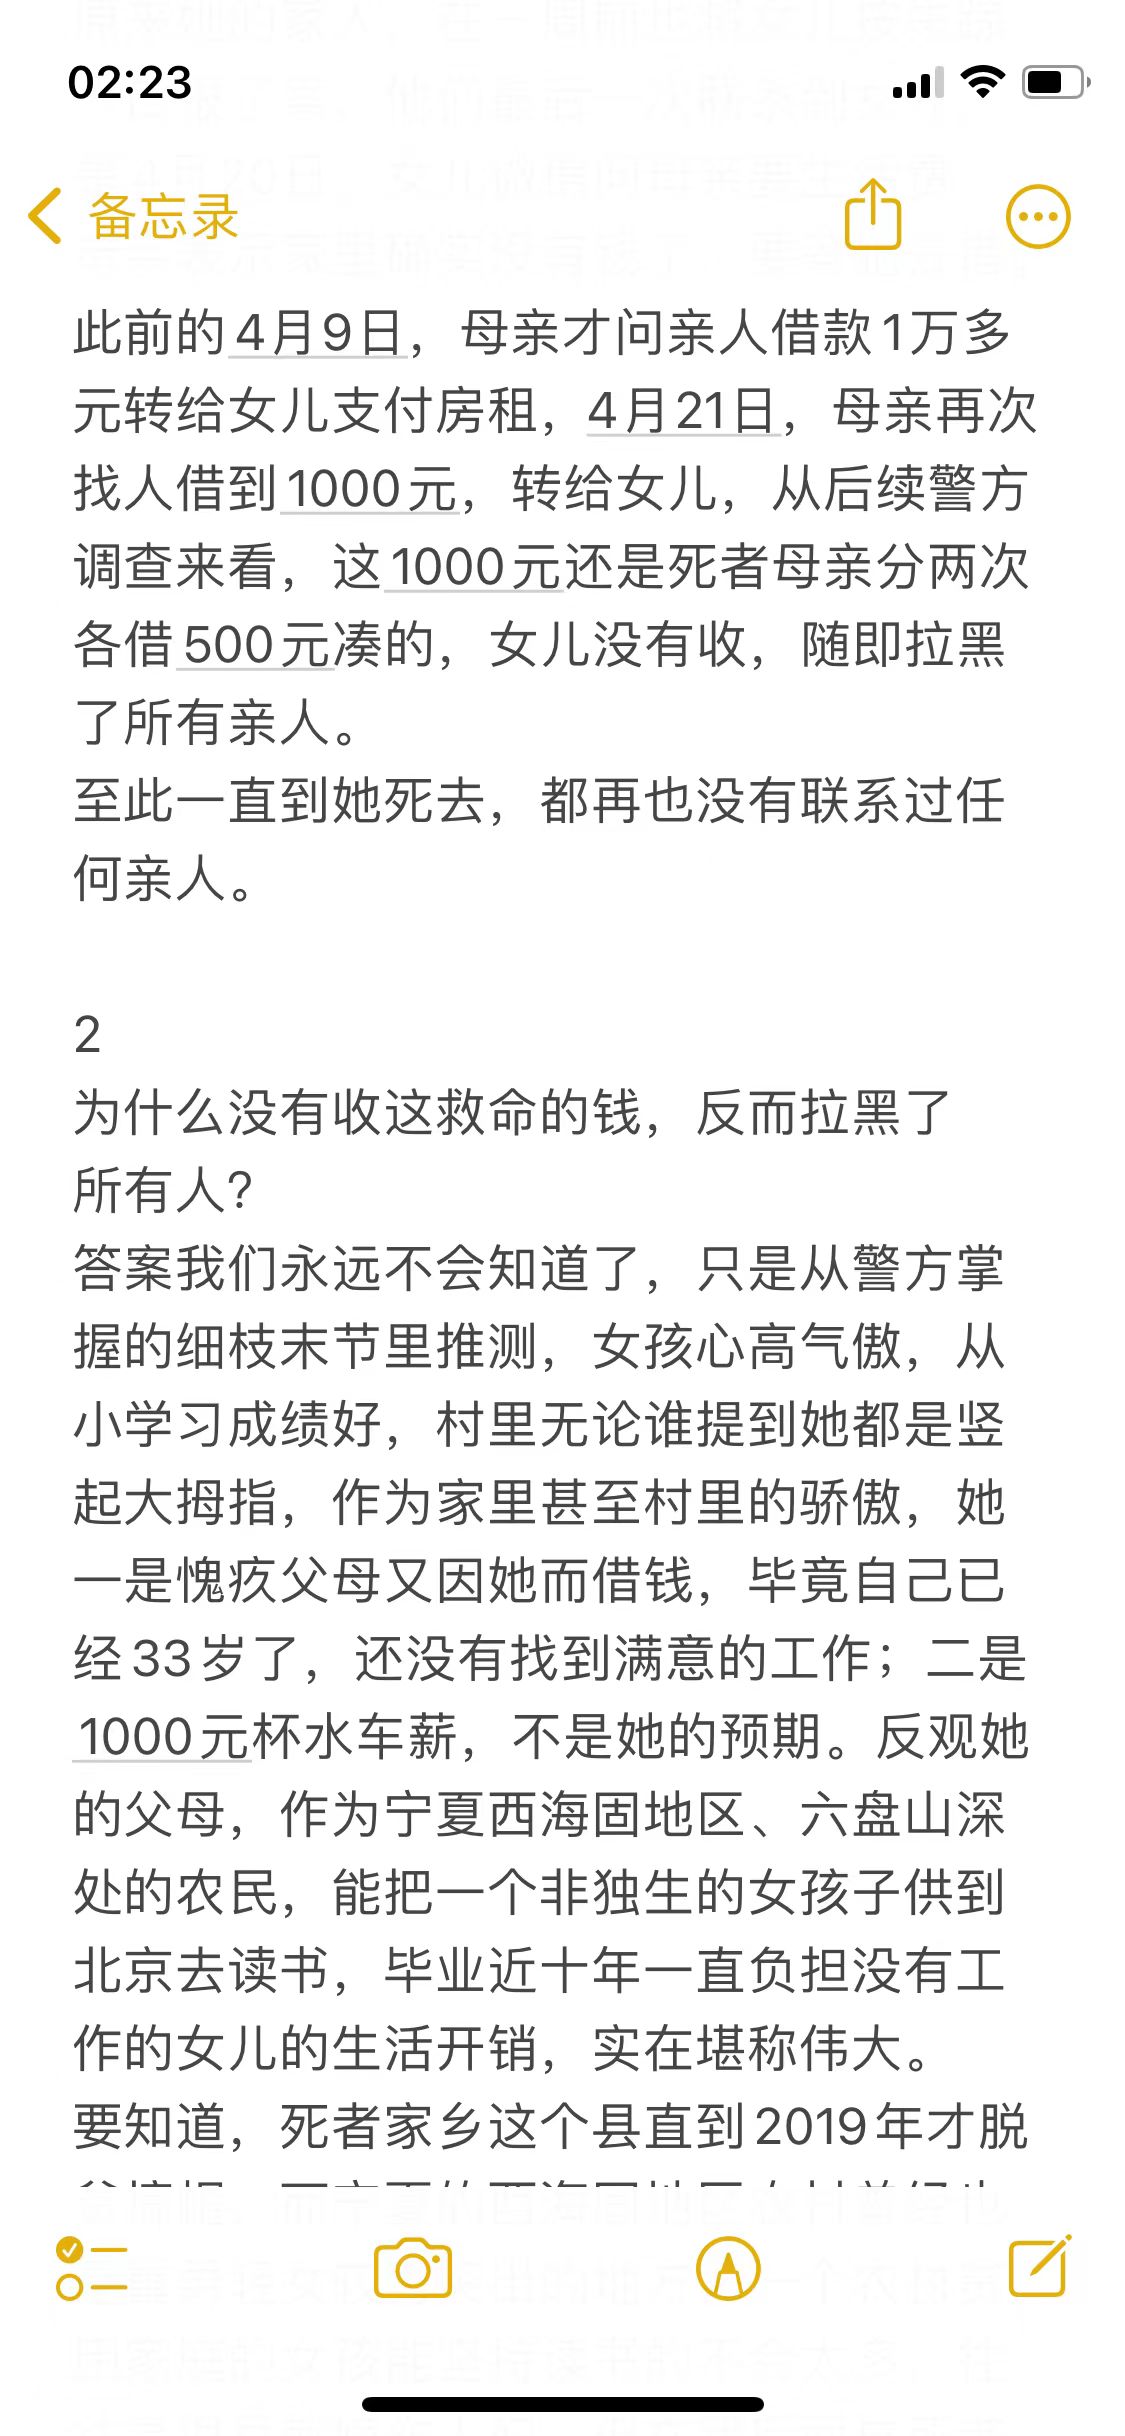 02:23
备忘录
此前的4月9日，母亲才问亲人借款1万多
元转给女儿支付房租，4月21日，母亲再次
找人借到1000元，转给女儿，从后续警方
调查来看，这1000元还是死者母亲分两次
各借500元凑的，女儿没有收，随即拉黑
了所有亲人。
至此一直到她死去，都再也没有联系过任
何亲人。
2
为什么没有收这救命的钱，反而拉黑了
所有人？
答案我们永远不会知道了，只是从警方掌
握的细枝末节里推测，女孩心高气傲，从
小学习成绩好，村里无论谁提到她都是竖
起大拇指，作为家里甚至村里的骄傲，她
一是愧疚父母又因她而借钱，毕竟自己已
经33岁了，还没有找到满意的工作；二是
1000元杯水车薪，不是她的预期。反观她
的父母，作为宁夏西海固地区、六盘山深
处的农民，能把一个非独生的女孩子供到
北京去读书，毕业近十年一直负担没有工
作的女儿的生活开销，实在堪称伟大。
要知道，死者家乡这个县直到2019年才脱